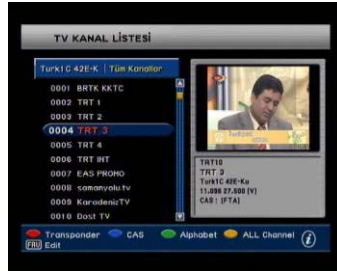 TV KANAL LİSTESİ
Turk1C 42E-K Tüm Kanallar
0001 BRTK KKTC
0002 TRT 1
0003 TRT 2
0004 TRT 3
0005 TRT 4
0006 TRT INT
0007 EAS PROMO
0008 samanyolu.tv
0009 KaradenizTV
0010 Dost TV
TRT10
TRT 3
Turk1C 42E-Ku
11.096 27.500 [V]
CAS : [FTA]
Transponder CAS Alphabet ALL Channel
FAU Edit